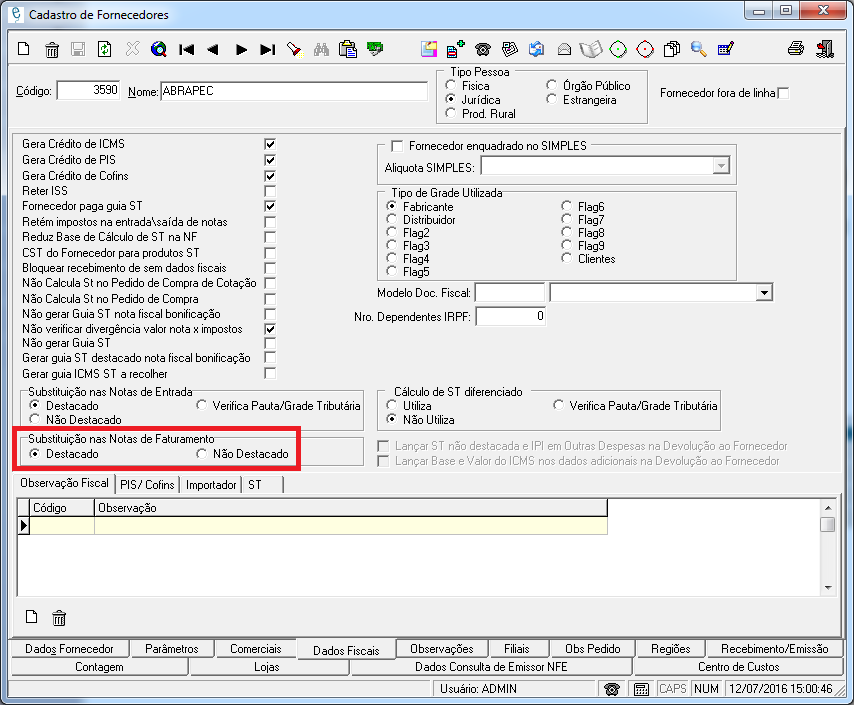 Cadastro de Fornecedores
Código: 3590 Nome: ABRAPEC
Tipo Pessoa
Fisica
Órgão Público
Jurídica
Estrangeira
Prod. Rural
Fornecedor fora de linha
Gera Crédito de ICMS
Gera Crédito de PIS
Gera Crédito de Cofins
Reter ISS
Fornecedor paga guia ST
Retém impostos na entrada\saída de notas
Reduz Base de Cálculo de ST na NF
CST do Fornecedor para produtos ST
Bloquear recebimento de sem dados fiscais
Não Calcula St no Pedido de Compra de Cotação
Não Calcula St no Pedido de Compra
Não gerar Guia ST nota fiscal bonificação
Não verificar divergência valor nota x impostos
Não gerar Guia ST
Gerar guia ST destacado nota fiscal bonificação
Gerar guia ICMS ST a recolher
Fornecedor enquadrado no SIMPLES
Aliquota SIMPLES:
Tipo de Grade Utilizada
Fabricante
Flag6
Distribuidor
Flag7
Flag2
Flag8
Flag3
Flag9
Flag4
Clientes
Flag5
Modelo Doc. Fiscal:
Nro. Dependentes IRPF: 0
Substituição nas Notas de Entrada
Destacado
Verifica Pauta/Grade Tributária
Não Destacado
Cálculo de ST diferenciado
Utiliza
Verifica Pauta/Grade Tributária
Não Utiliza
Substituição nas Notas de Faturamento
Destacado
Não Destacado
Lançar ST não destacada e IPI em Outras Despesas na Devolução ao Fornecedor
Lançar Base e Valor do ICMS nos dados adicionais na Devolução ao Fornecedor
Observação Fiscal PIS/ Cofins Importador ST
Código Observação
Dados Fornecedor Parâmetros Comerciais Dados Fiscais Observações Filiais Obs Pedido Regiões Recebimento/Emissão
Contagem Lojas Dados Consulta de Emissor NFE Centro de Custos
Usuário: ADMIN CAPS NUM 12/07/2016 15:00:46